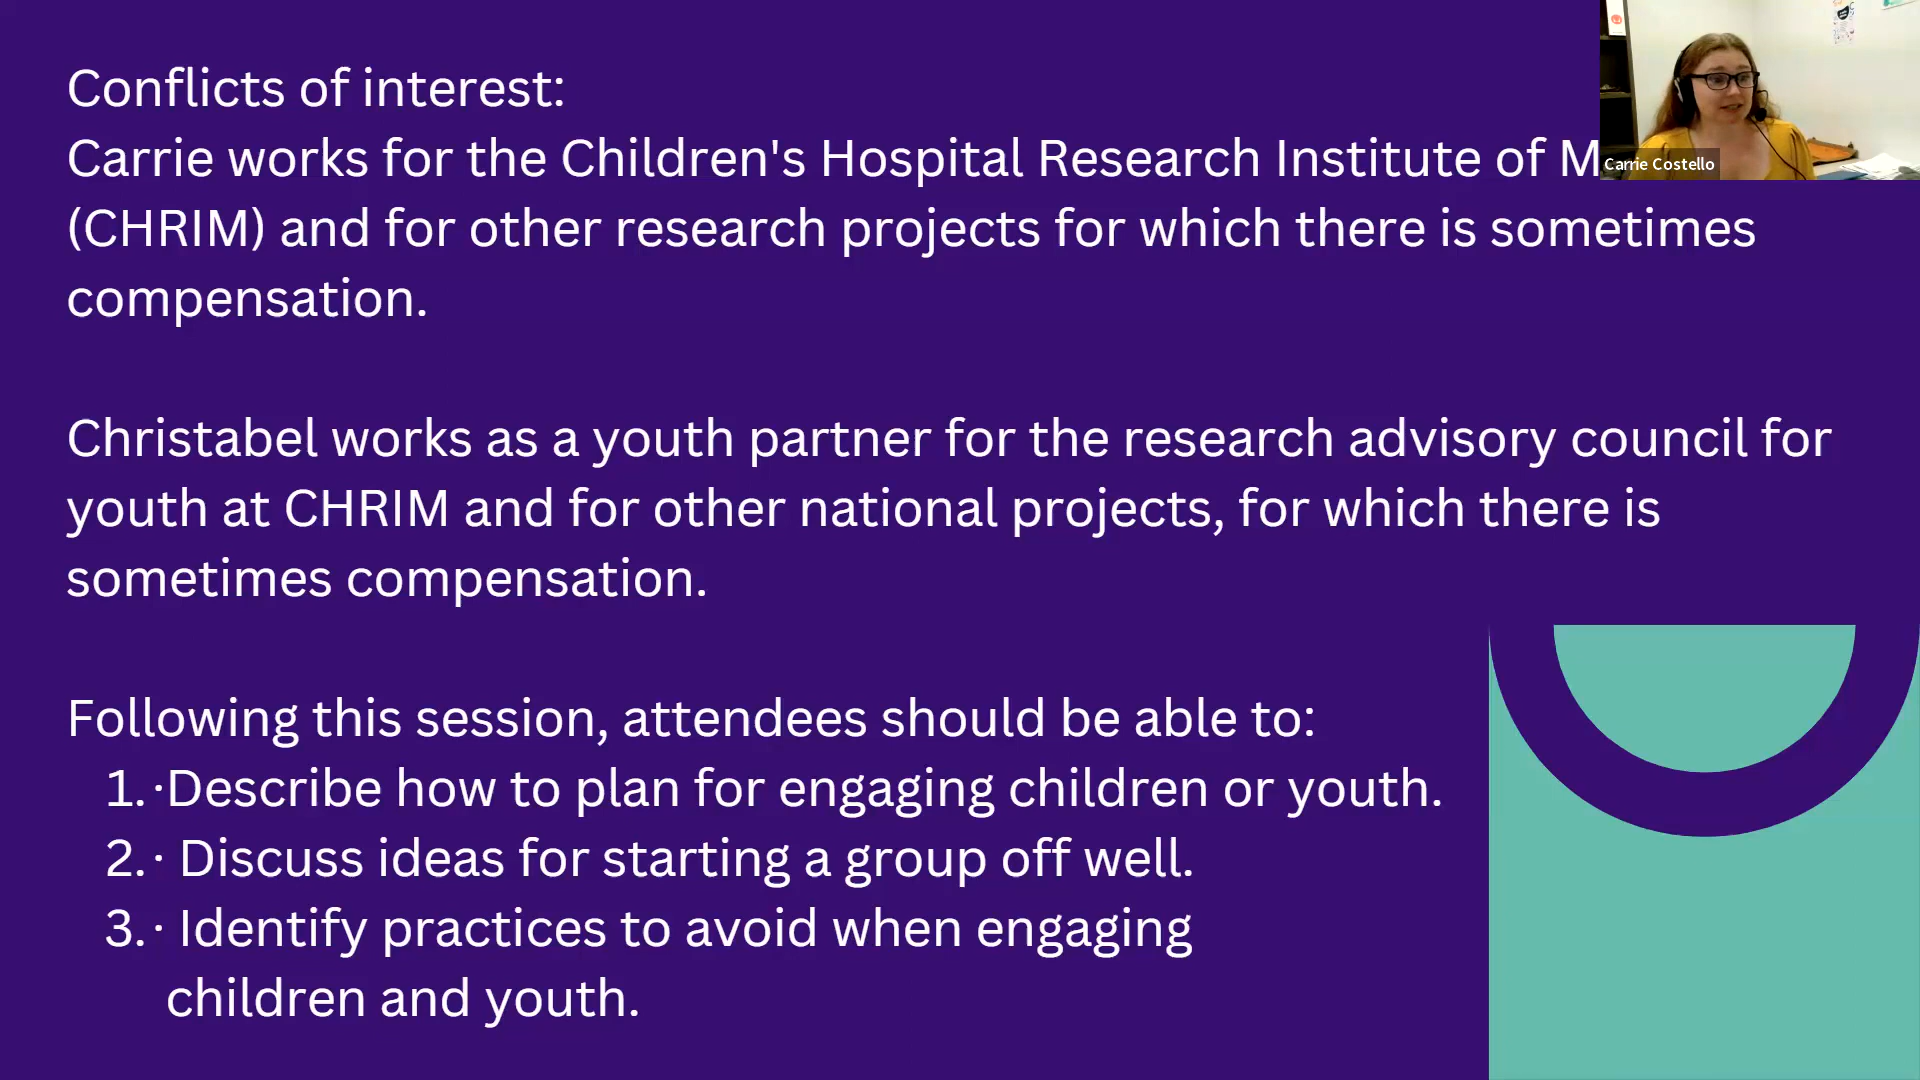 Conflicts of interest:
Carrie works for the Children's Hospital Research Institute of M
(CHRIM) and for other research projects for which there is sometimes
compensation.
Christabel works as a youth partner for the research advisory council for
youth at CHRIM and for other national projects, for which there is
sometimes compensation.
Following this session, attendees should be able to:
1.·Describe how to plan for engaging children or youth.
2.· Discuss ideas for starting a group off well.
3.· Identify practices to avoid when engaging
children and youth.
Carrie Costello